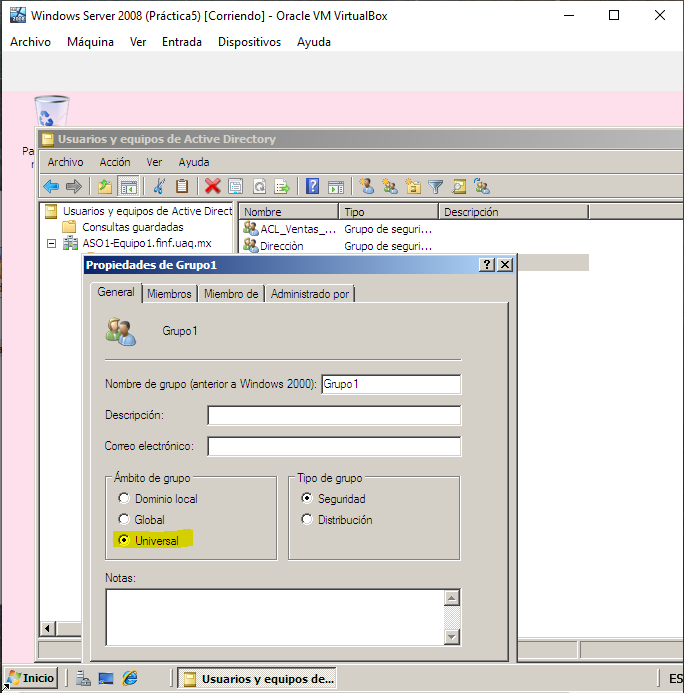 Windows Server 2008 (Práctica5) [Corriendo] - Oracle VM VirtualBox
Archivo Máquina Ver Entrada Dispositivos Ayuda
Usuarios y equipos de Active Directory
Archivo Acción Ver Ayuda
Usuarios y equipos de Active Direct
Consultas guardadas
ASO1-Equipo1.finf.uaq.mx
Nombre Tipo Descripción
ACL_Ventas_... Grupo de seguri...
Dirección Grupo de seguri...
Propiedades de Grupo1
General Miembros Miembro de Administrado por
Grupo1
Nombre de grupo (anterior a Windows 2000): Grupo1
Descripción:
Correo electrónico:
Ámbito de grupo
Dominio local
Global
Universal
Tipo de grupo
Seguridad
Distribución
Notas:
Inicio
Usuarios y equipos de...
ES